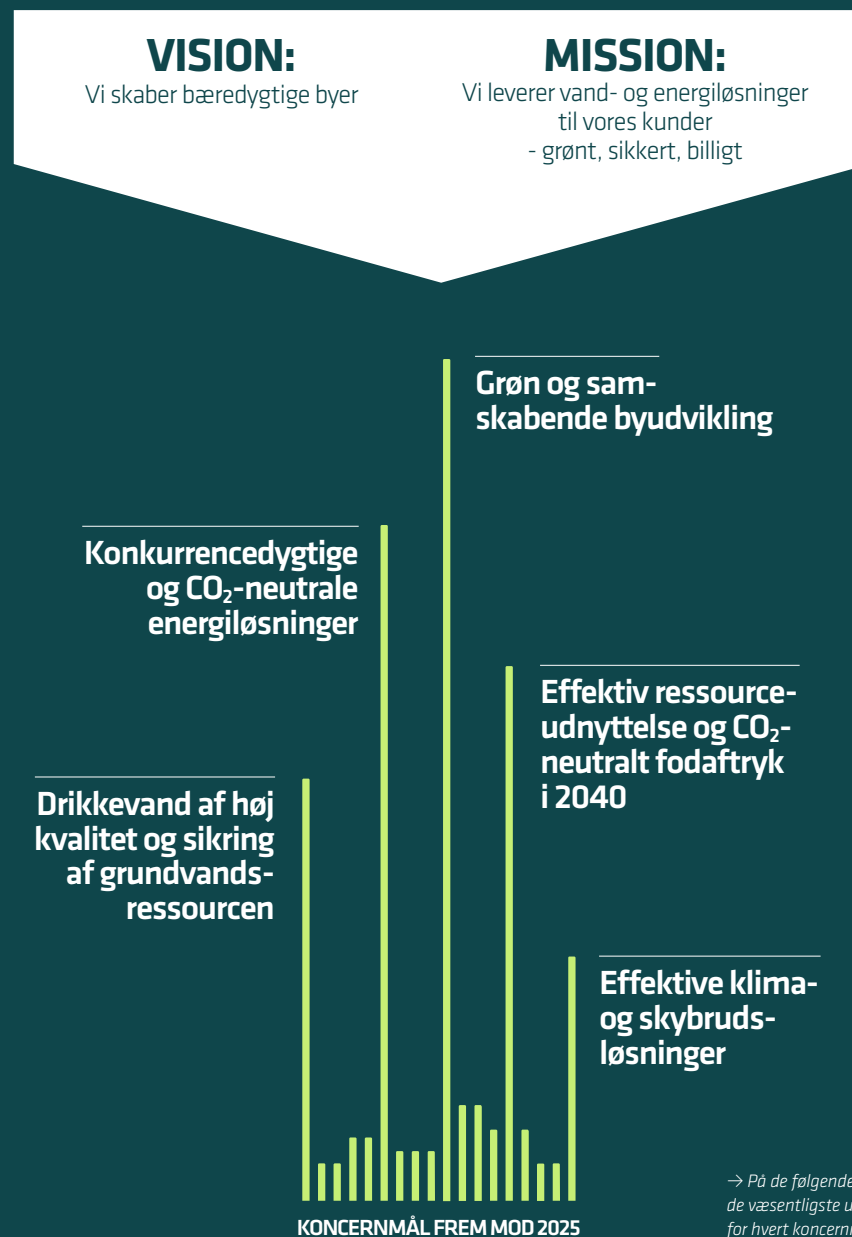 VISION:
Vi skaber bæredygtige byer
MISSION:
Vi leverer vand- og energiløsninger
til vores kunder
- grønt, sikkert, billigt
Grøn og sam-
skabende byudvikling
Konkurrencedygtige
og CO₂-neutrale
energiløsninger
Effektiv ressource-
udnyttelse og CO₂-
neutralt fodaftryk
i 2040
Drikkevand af høj
kvalitet og sikring
af grundvands-
ressourcen
Effektive klima-
og skybruds-
løsninger
KONCERNMÅL FREM MOD 2025
→ På de følgende
de væsentligste
for hvert